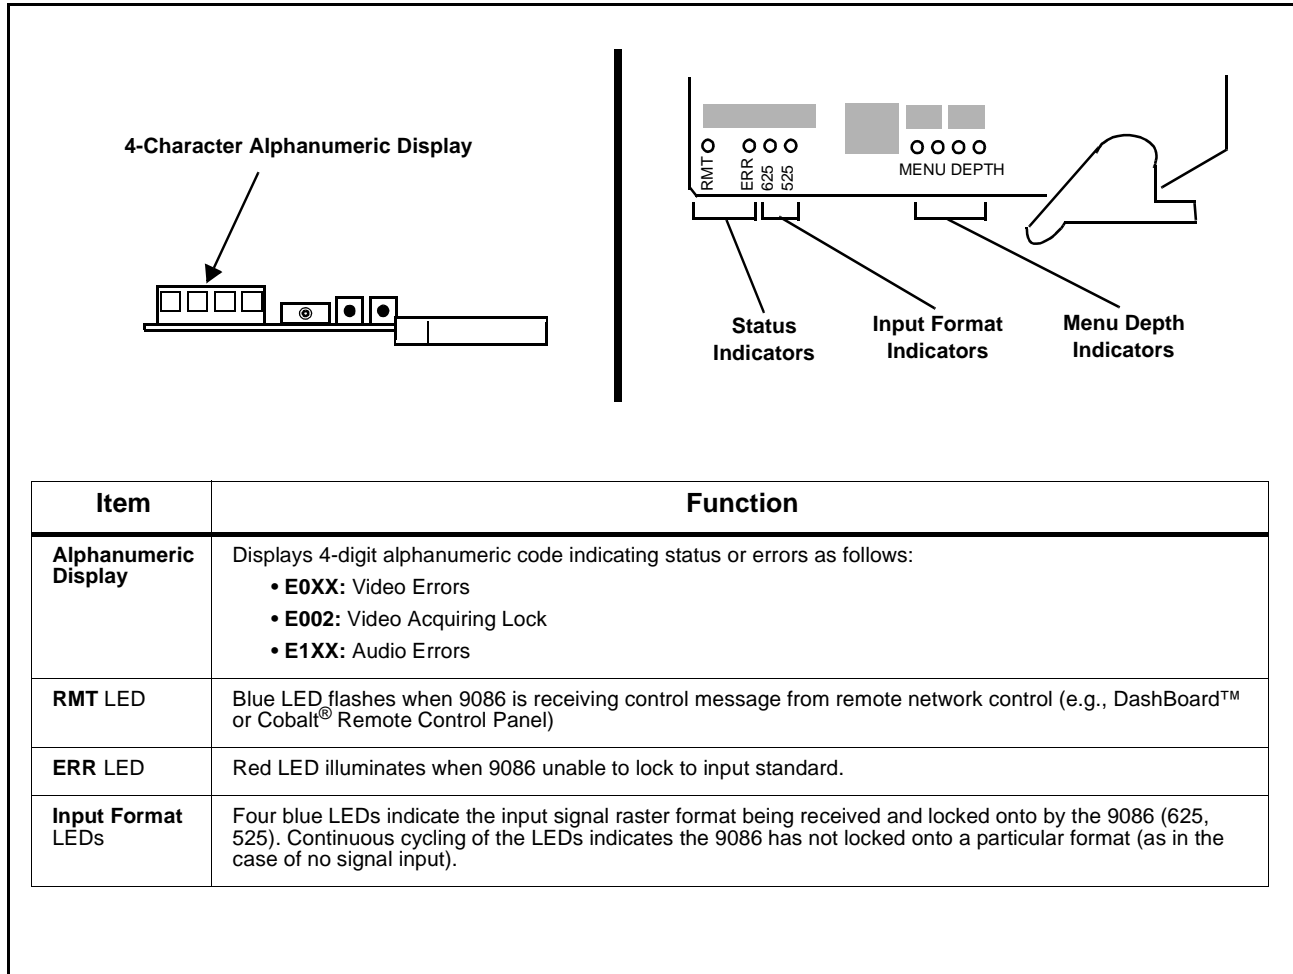 4-Character Alphanumeric Display
RMT
ERR
625
525
MENU DEPTH
Status
Indicators
Input Format
Indicators
Menu Depth
Indicators
Item
Function
Alphanumeric
Display
Displays 4-digit alphanumeric code indicating status or errors as follows:
• E0XX: Video Errors
• E002: Video Acquiring Lock
• E1XX: Audio Errors
RMT LED
Blue LED flashes when 9086 is receiving control message from remote network control (e.g., DashBoard™
or Cobalt® Remote Control Panel)
ERR LED
Red LED illuminates when 9086 unable to lock to input standard.
Input Format
LEDs
Four blue LEDs indicate the input signal raster format being received and locked onto by the 9086 (625,
525). Continuous cycling of the LEDs indicates the 9086 has not locked onto a particular format (as in the
case of no signal input).